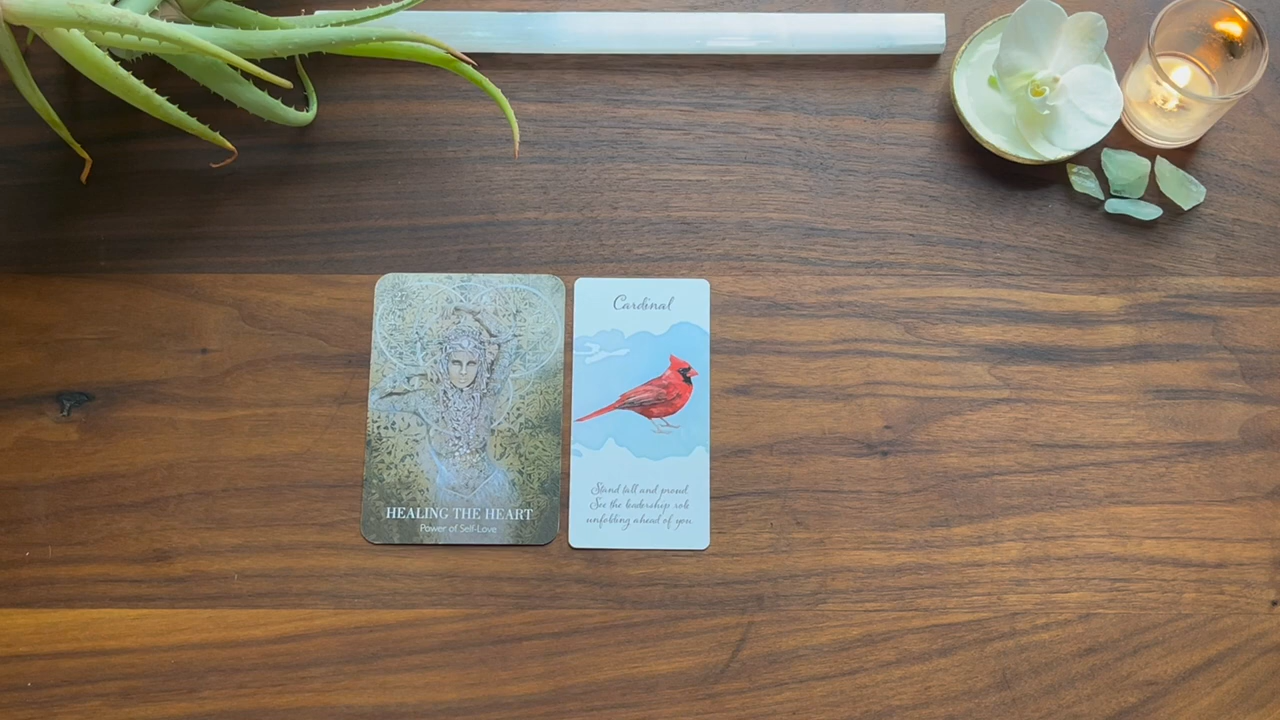 HEALING THE HEART
Power of Self-Love
Cardinal
Stand tall and proud.
See the leadership role
unfolding ahead of you.